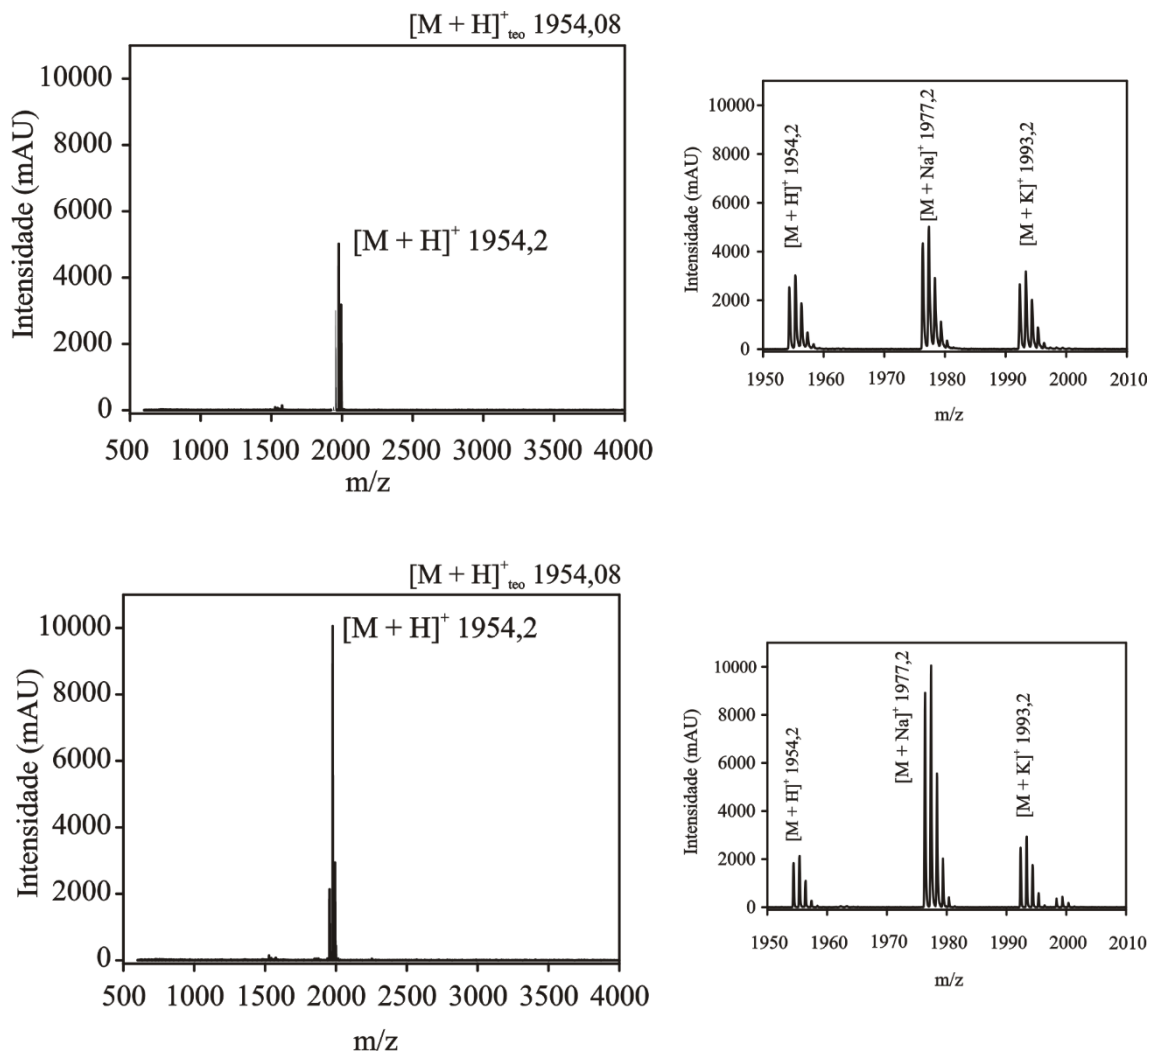 [M + H]⁺teo 1954,08
10000
8000
6000
4000
2000
0
Intensidade (mAU)
[M + H]⁺ 1954,2
500 1000 1500 2000 2500 3000 3500 4000
m/z
10000
8000
6000
4000
2000
0
Intensidade (mAU)
[M + H]⁺ 1954,2
[M + Na]⁺ 1977,2
[M + K]⁺ 1993,2
1950 1960 1970 1980 1990 2000 2010
m/z
[M + H]⁺teo 1954,08
10000
8000
6000
4000
2000
0
Intensidade (mAU)
[M + H]⁺ 1954,2
500 1000 1500 2000 2500 3000 3500 4000
m/z
10000
8000
6000
4000
2000
0
Intensidade (mAU)
[M + H]⁺ 1954,2
[M + Na]⁺ 1977,2
[M + K]⁺ 1993,2
1950 1960 1970 1980 1990 2000 2010
m/z